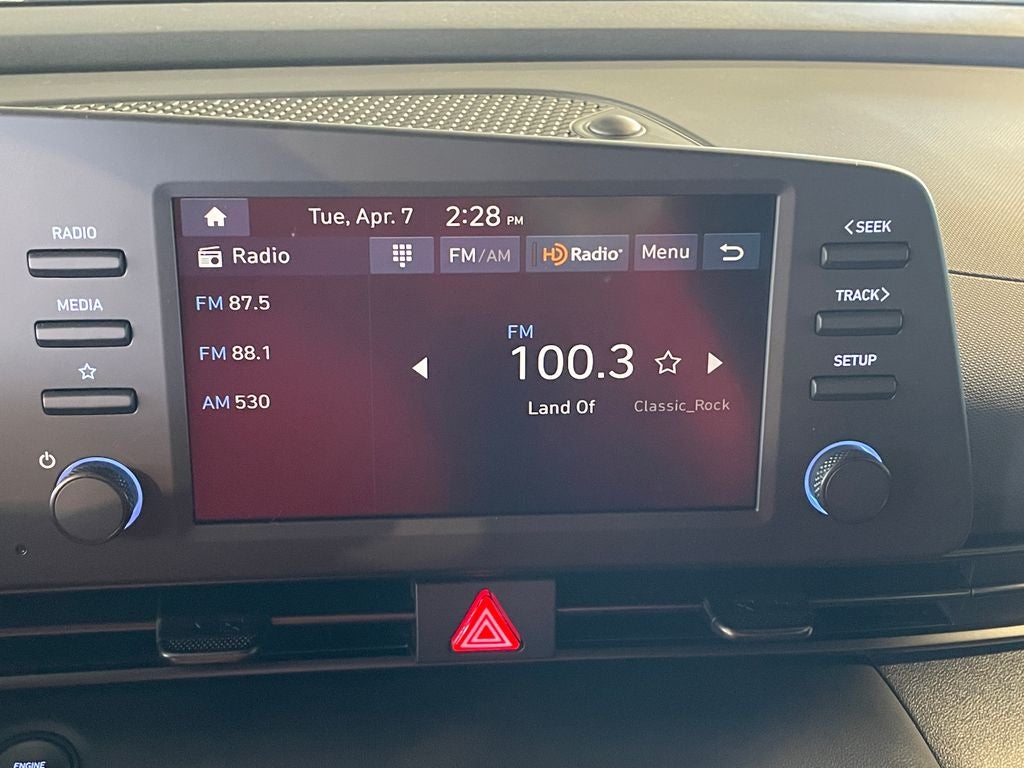 Tue, Apr. 7 2:28 PM
RADIO
<SEEK
Radio FM/AM HD Radio Menu
FM 87.5
MEDIA
TRACK>
FM
FM 88.1
100.3
SETUP
AM 530
Land Of Classic_Rock
ENGINE